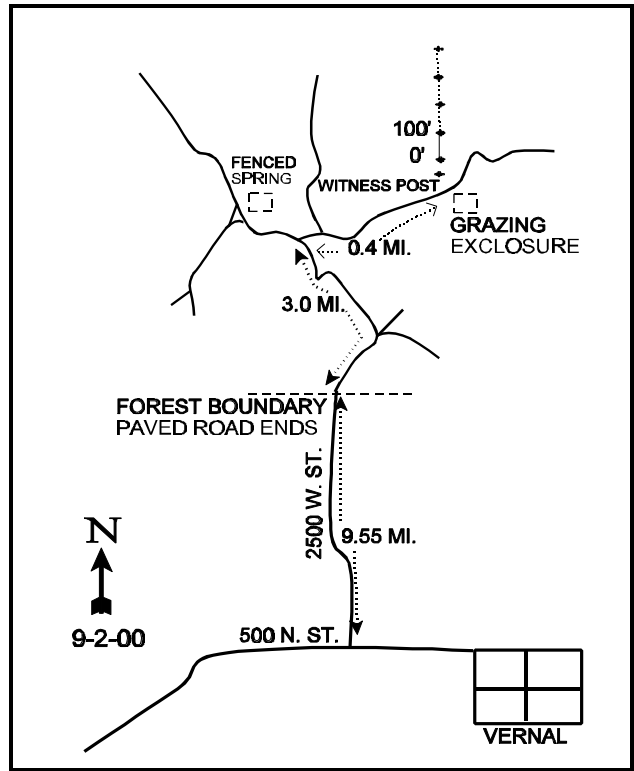 100'
0'
FENCED
SPRING
WITNESS POST
GRAZING
EXCLOSURE
0.4 MI.
3.0 MI.
FOREST BOUNDARY
PAVED ROAD ENDS
2500 W. ST.
9.55 MI.
N
9-2-00
500 N. ST.
VERNAL